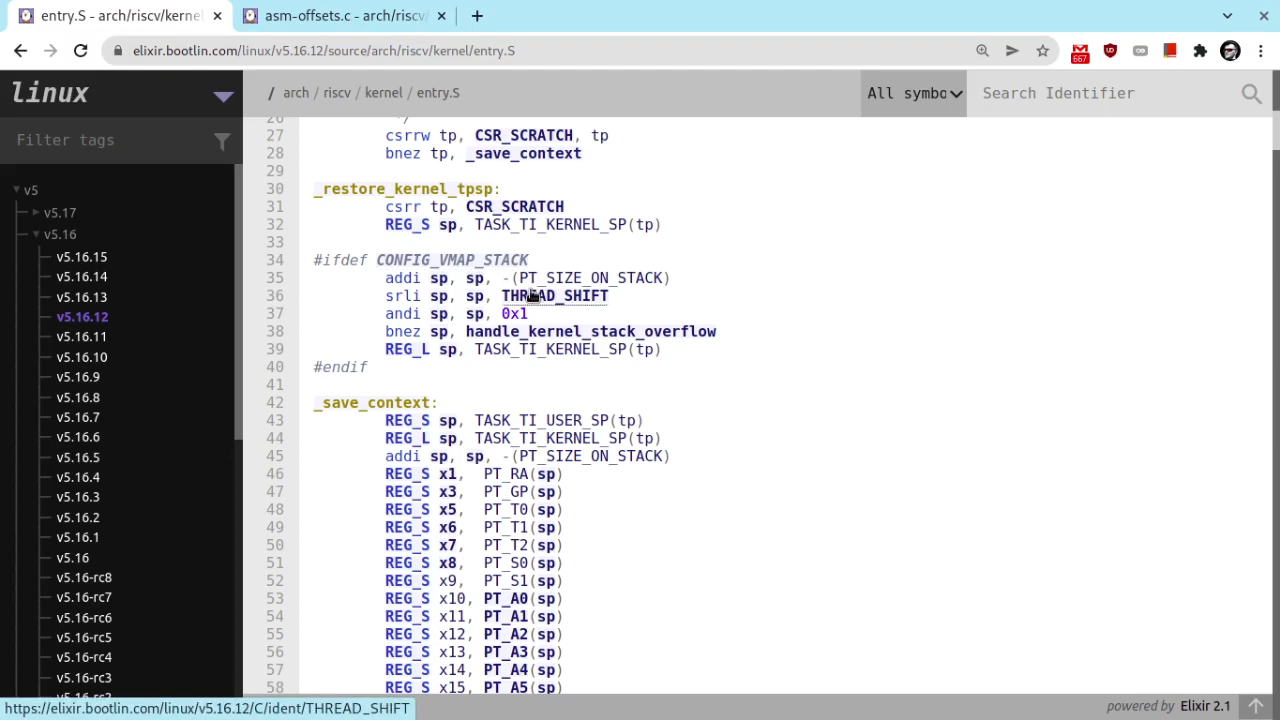 entry.S - arch/riscv/kernel
asm-offsets.c - arch/riscv/
elixir.bootlin.com/linux/v5.16.12/source/arch/riscv/kernel/entry.S
667
linux
/ arch / riscv / kernel / entry.S
All symbo
Search Identifier
Filter tags
v5
v5.17
v5.16
v5.16.15
v5.16.14
v5.16.13
v5.16.12
v5.16.11
v5.16.10
v5.16.9
v5.16.8
v5.16.7
v5.16.6
v5.16.5
v5.16.4
v5.16.3
v5.16.2
v5.16.1
v5.16
v5.16-rc8
v5.16-rc7
v5.16-rc6
v5.16-rc5
v5.16-rc4
v5.16-rc3
v5.16-rc2
26 */
27 csrrw tp, CSR_SCRATCH, tp
28 bnez tp, _save_context
29
30 _restore_kernel_tpsp:
31 csrr tp, CSR_SCRATCH
32 REG_S sp, TASK_TI_KERNEL_SP(tp)
33
34 #ifdef CONFIG_VMAP_STACK
35 addi sp, sp, -(PT_SIZE_ON_STACK)
36 srli sp, sp, THREAD_SHIFT
37 andi sp, sp, 0x1
38 bnez sp, handle_kernel_stack_overflow
39 REG_L sp, TASK_TI_KERNEL_SP(tp)
40 #endif
41
42 _save_context:
43 REG_S sp, TASK_TI_USER_SP(tp)
44 REG_L sp, TASK_TI_KERNEL_SP(tp)
45 addi sp, sp, -(PT_SIZE_ON_STACK)
46 REG_S x1, PT_RA(sp)
47 REG_S x3, PT_GP(sp)
48 REG_S x5, PT_T0(sp)
49 REG_S x6, PT_T1(sp)
50 REG_S x7, PT_T2(sp)
51 REG_S x8, PT_S0(sp)
52 REG_S x9, PT_S1(sp)
53 REG_S x10, PT_A0(sp)
54 REG_S x11, PT_A1(sp)
55 REG_S x12, PT_A2(sp)
56 REG_S x13, PT_A3(sp)
57 REG_S x14, PT_A4(sp)
58 REG_S x15, PT_A5(sp)
https://elixir.bootlin.com/linux/v5.16.12/C/ident/THREAD_SHIFT
powered by Elixir 2.1